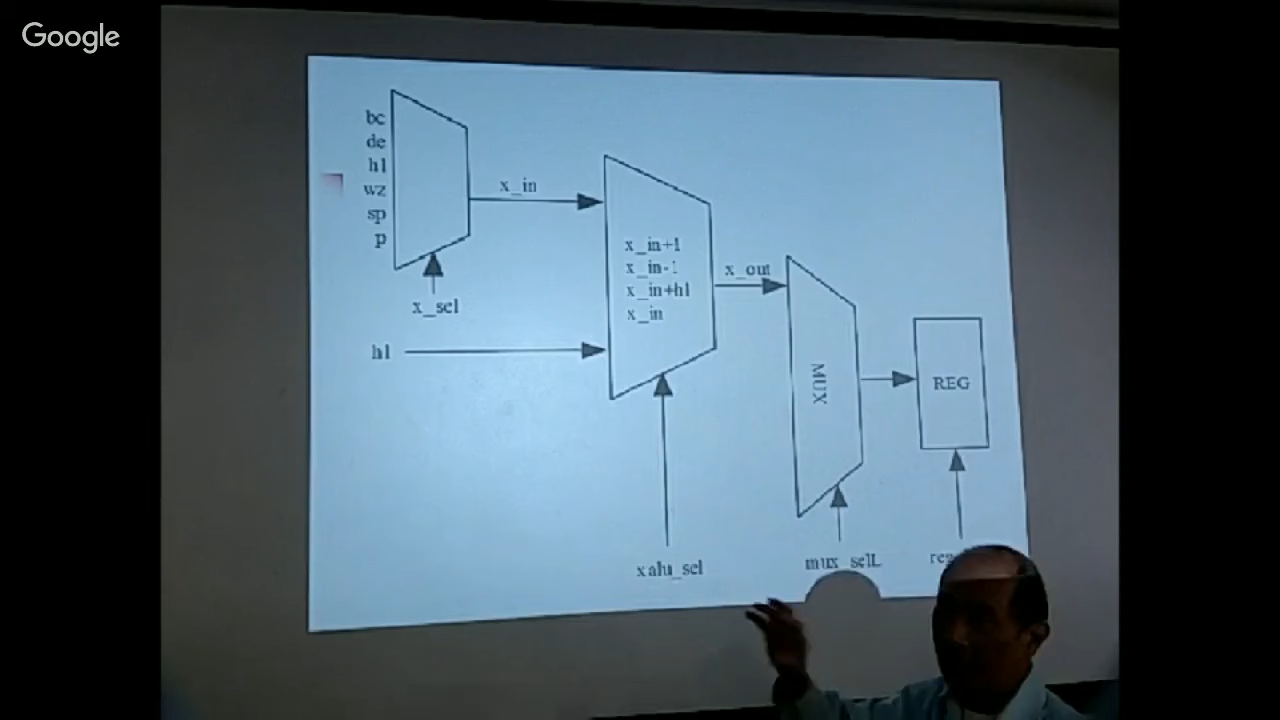 Google
bc
de
hl
wz
sp
p
x_in
x_sel
hl
x_in+1
x_in-1
x_in+hl
x_in
xalu_sel
x_out
MUX
mux_selL
REG